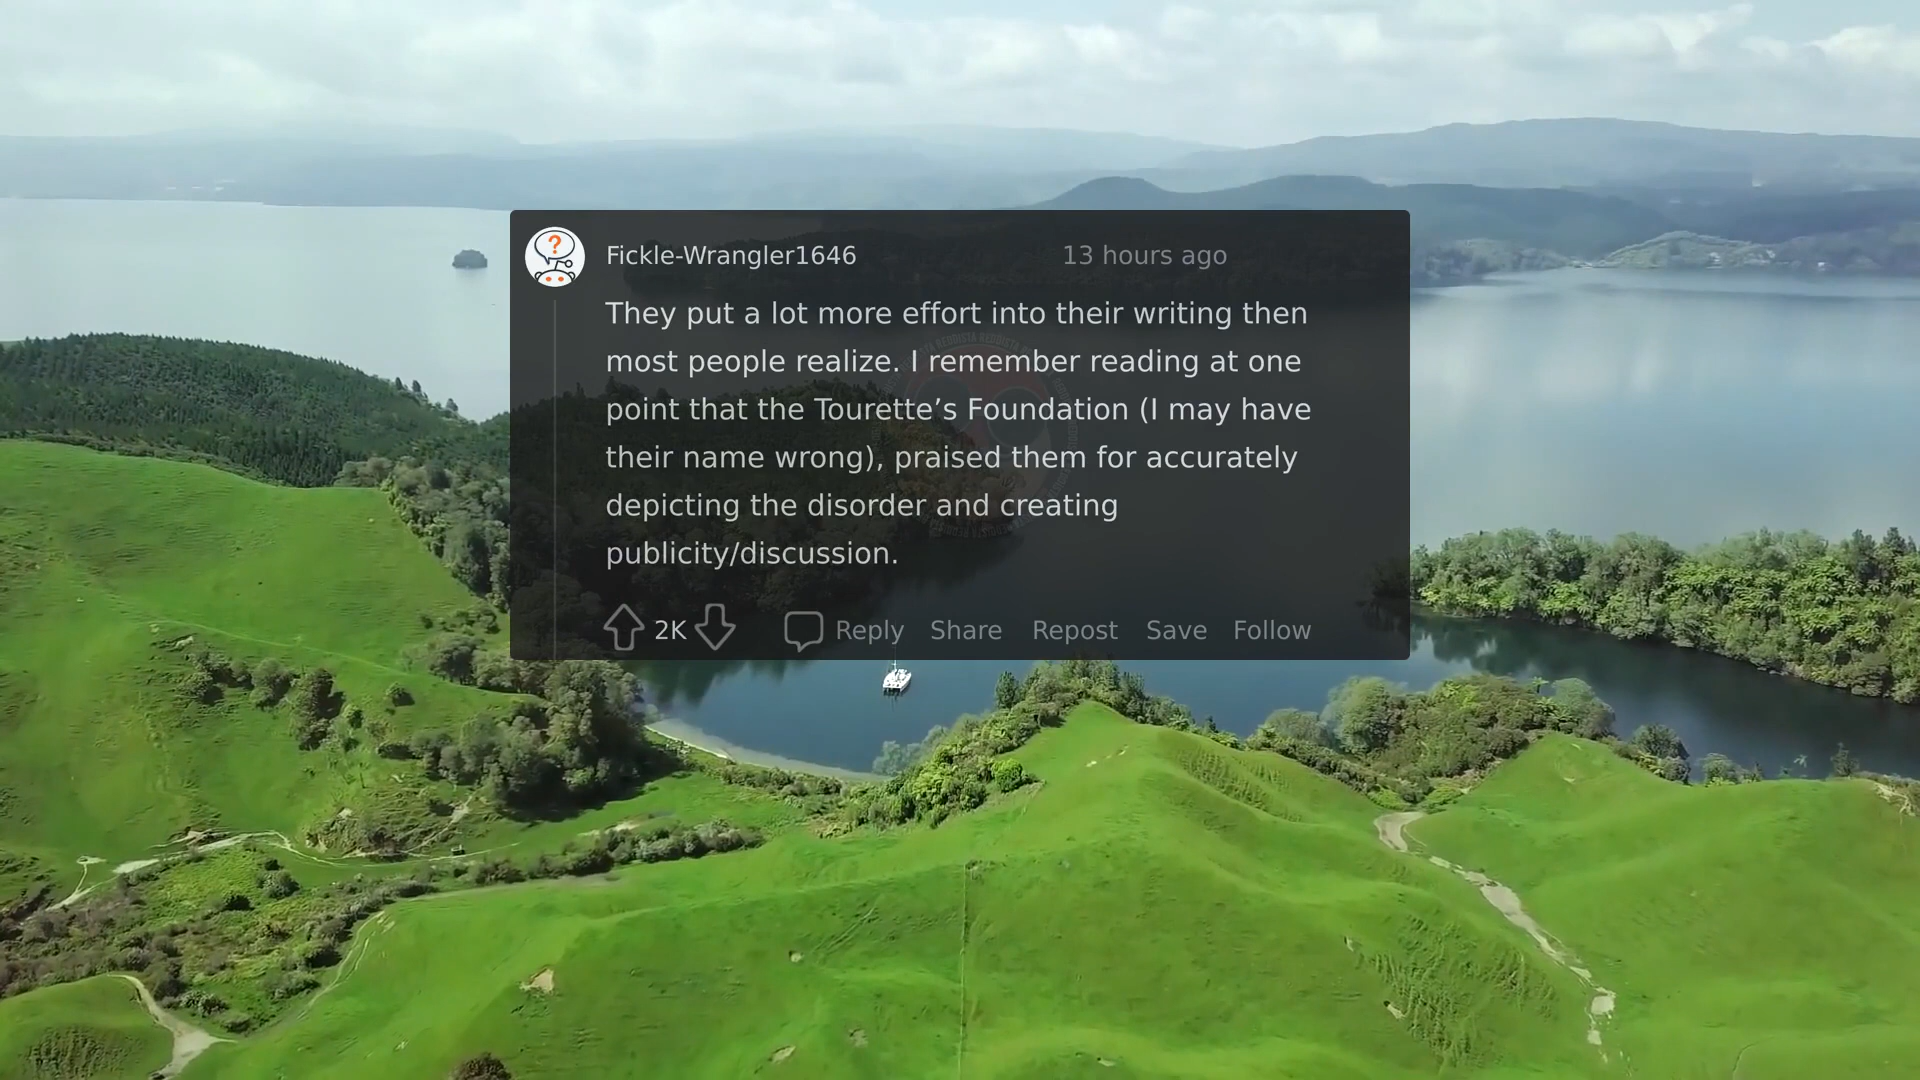 Fickle-Wrangler1646 13 hours ago
They put a lot more effort into their writing then
most people realize. I remember reading at one
point that the Tourette’s Foundation (I may have
their name wrong), praised them for accurately
depicting the disorder and creating
publicity/discussion.
2K Reply Share Repost Save Follow